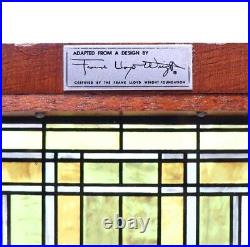 ADAPTED FROM A DESIGN BY
Frank Lloyd Wright®
CERTIFIED BY THE FRANK LLOYD WRIGHT FOUNDATION